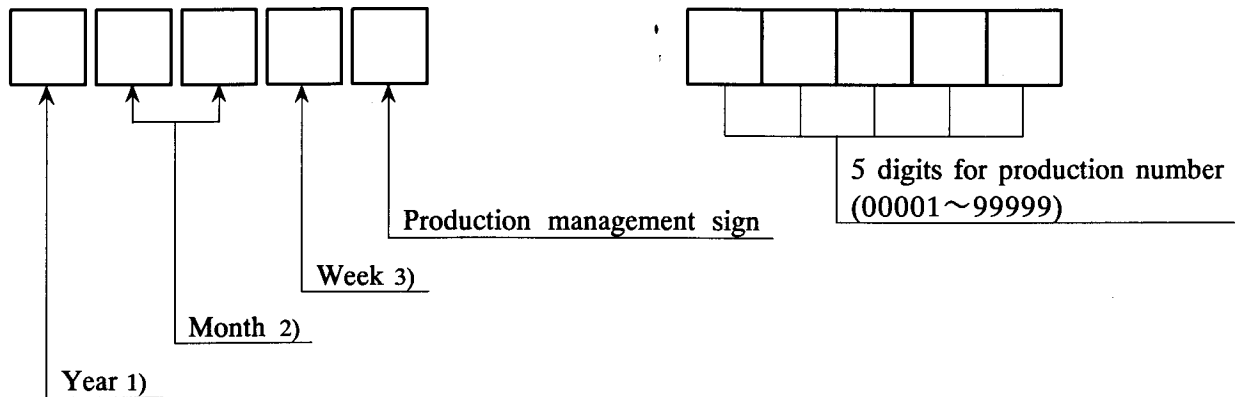 5 digits for production number
(00001～99999)
Production management sign
Week 3)
Month 2)
Year 1)